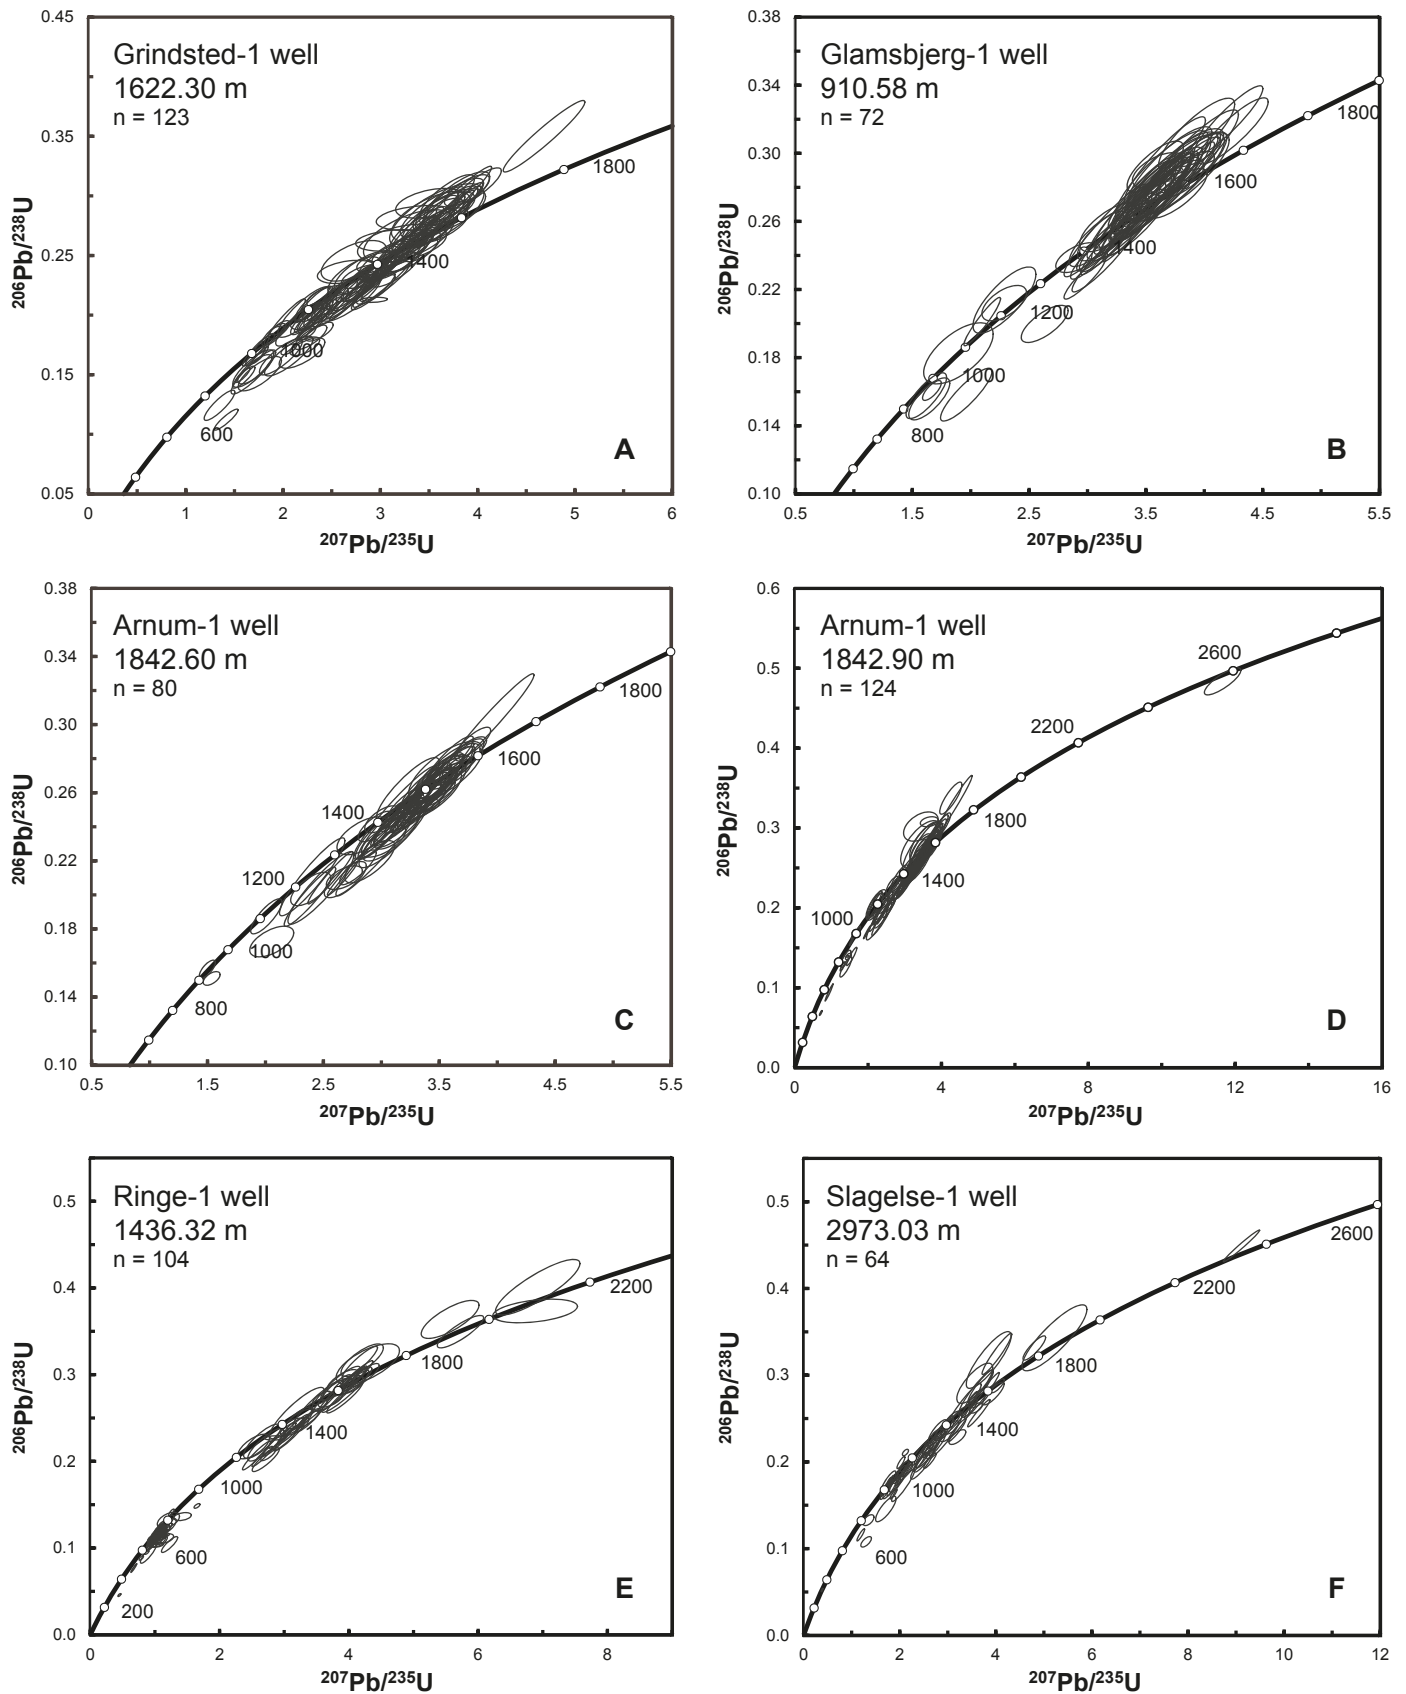 Grindsted-1 well
1622.30 m
n = 123
0.45
0.35
0.25
0.15
0.05
206Pb/238U
1800
1400
1000
600
A
0 1 2 3 4 5 6
207Pb/235U
Glamsbjerg-1 well
910.58 m
n = 72
0.38
0.34
0.30
0.26
0.22
0.18
0.14
0.10
206Pb/238U
1800
1600
1400
1200
1000
800
B
0.5 1.5 2.5 3.5 4.5 5.5
207Pb/235U
Arnum-1 well
1842.60 m
n = 80
0.38
0.34
0.30
0.26
0.22
0.18
0.14
0.10
206Pb/238U
1800
1600
1400
1200
1000
800
C
0.5 1.5 2.5 3.5 4.5 5.5
207Pb/235U
Arnum-1 well
1842.90 m
n = 124
0.6
0.5
0.4
0.3
0.2
0.1
0.0
206Pb/238U
2600
2200
1800
1400
1000
D
0 4 8 12 16
207Pb/235U
Ringe-1 well
1436.32 m
n = 104
0.5
0.4
0.3
0.2
0.1
0.0
206Pb/238U
2200
1800
1400
1000
600
200
E
0 2 4 6 8
207Pb/235U
Slagelse-1 well
2973.03 m
n = 64
0.5
0.4
0.3
0.2
0.1
0.0
206Pb/238U
2600
2200
1800
1400
1000
600
F
0 2 4 6 8 10 12
207Pb/235U